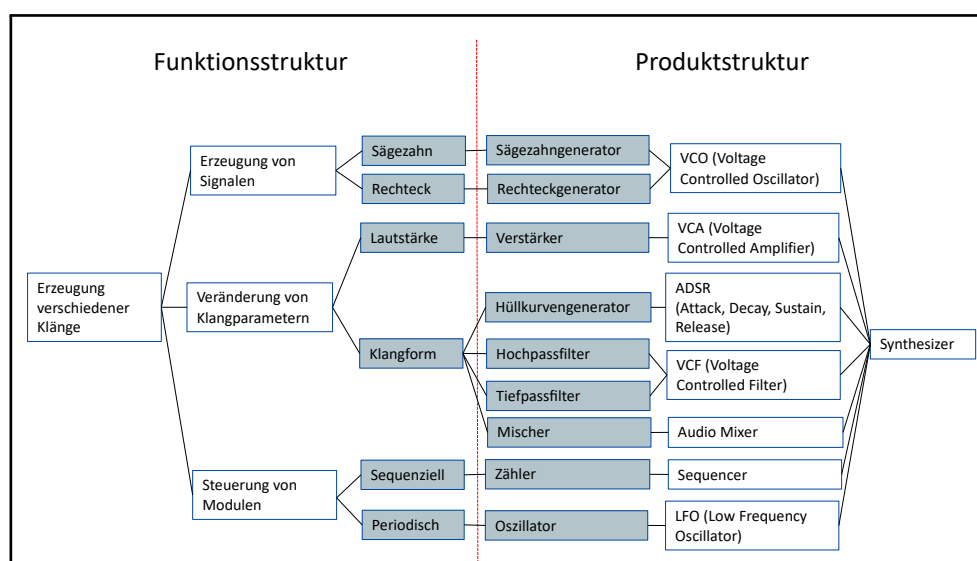 Funktionsstruktur
Produktstruktur
Erzeugung
verschiedener
Klänge
Erzeugung von
Signalen
Veränderung von
Klangparametern
Steuerung von
Modulen
Sägezahn
Rechteck
Lautstärke
Klangform
Sequenziell
Periodisch
Sägezahngenerator
Rechteckgenerator
Verstärker
Hüllkurvengenerator
Hochpassfilter
Tiefpassfilter
Mischer
Zähler
Oszillator
VCO (Voltage
Controlled Oscillator)
VCA (Voltage
Controlled Amplifier)
ADSR
(Attack, Decay, Sustain,
Release)
VCF (Voltage
Controlled Filter)
Audio Mixer
Sequencer
LFO (Low Frequency
Oscillator)
Synthesizer